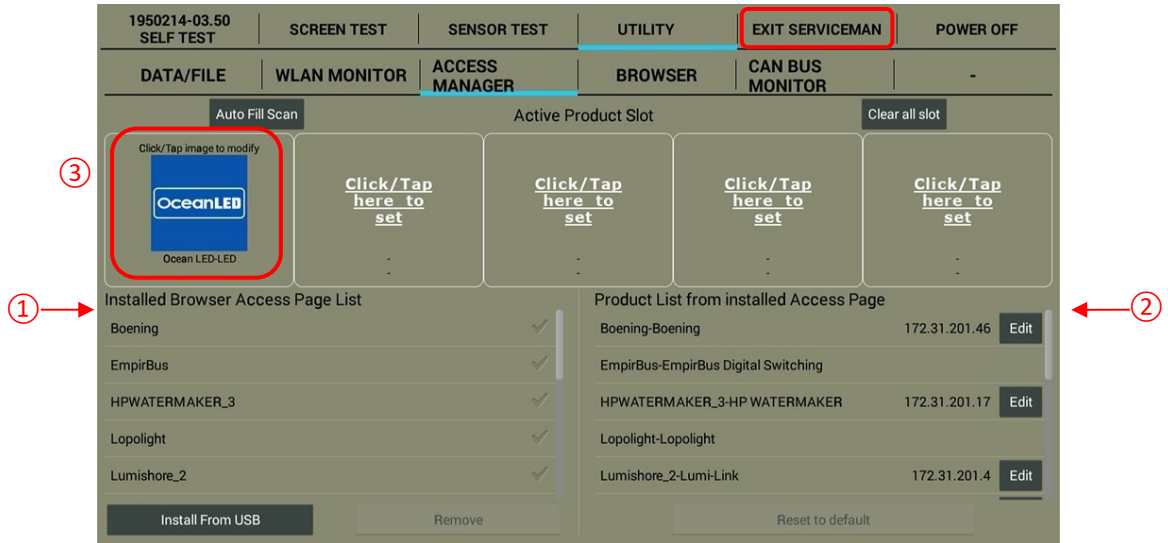 1950214-03.50
SELF TEST
SCREEN TEST
SENSOR TEST
UTILITY
EXIT SERVICEMAN
POWER OFF
DATA/FILE
WLAN MONITOR
ACCESS
MANAGER
BROWSER
CAN BUS
MONITOR
-
Auto Fill Scan
Active Product Slot
Clear all slot
③
Click/Tap image to modify
OceanLED
Ocean LED-LED
Click/Tap
here to
set
-
-
Click/Tap
here to
set
-
-
Click/Tap
here to
set
-
-
Click/Tap
here to
set
-
-
①
Installed Browser Access Page List
Boening
EmpirBus
HPWATERMAKER_3
Lopolight
Lumishore_2
Install From USB
Remove
Product List from installed Access Page
②
Boening-Boening 172.31.201.46 Edit
EmpirBus-EmpirBus Digital Switching
HPWATERMAKER_3-HP WATERMAKER 172.31.201.17 Edit
Lopolight-Lopolight
Lumishore_2-Lumi-Link 172.31.201.4 Edit
Reset to default